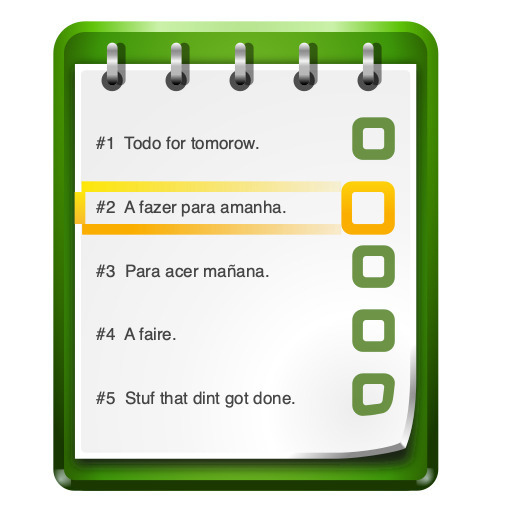 #1 Todo for tomorow.
#2 A fazer para amanha.
#3 Para acer mañana.
#4 A faire.
#5 Stuf that dint got done.